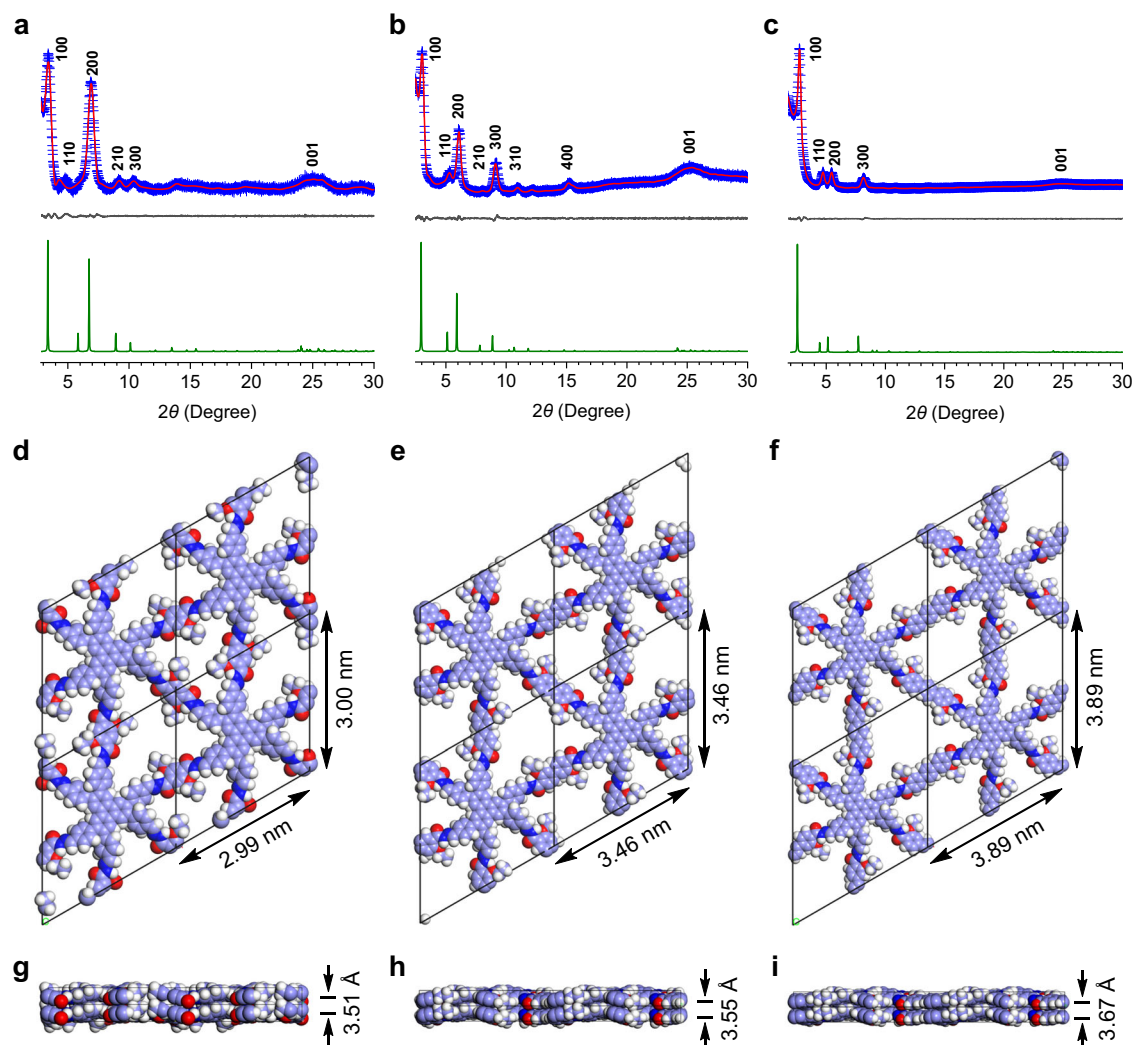 a
100
200
110
210
300
001
5
10
15
20
25
30
2θ (Degree)
b
100
200
110
210
300
310
400
001
5
10
15
20
25
30
2θ (Degree)
c
100
110
200
300
001
5
10
15
20
25
30
2θ (Degree)
d
3.00 nm
2.99 nm
e
3.46 nm
3.46 nm
f
3.89 nm
3.89 nm
g
3.51 Å
h
3.55 Å
i
3.67 Å